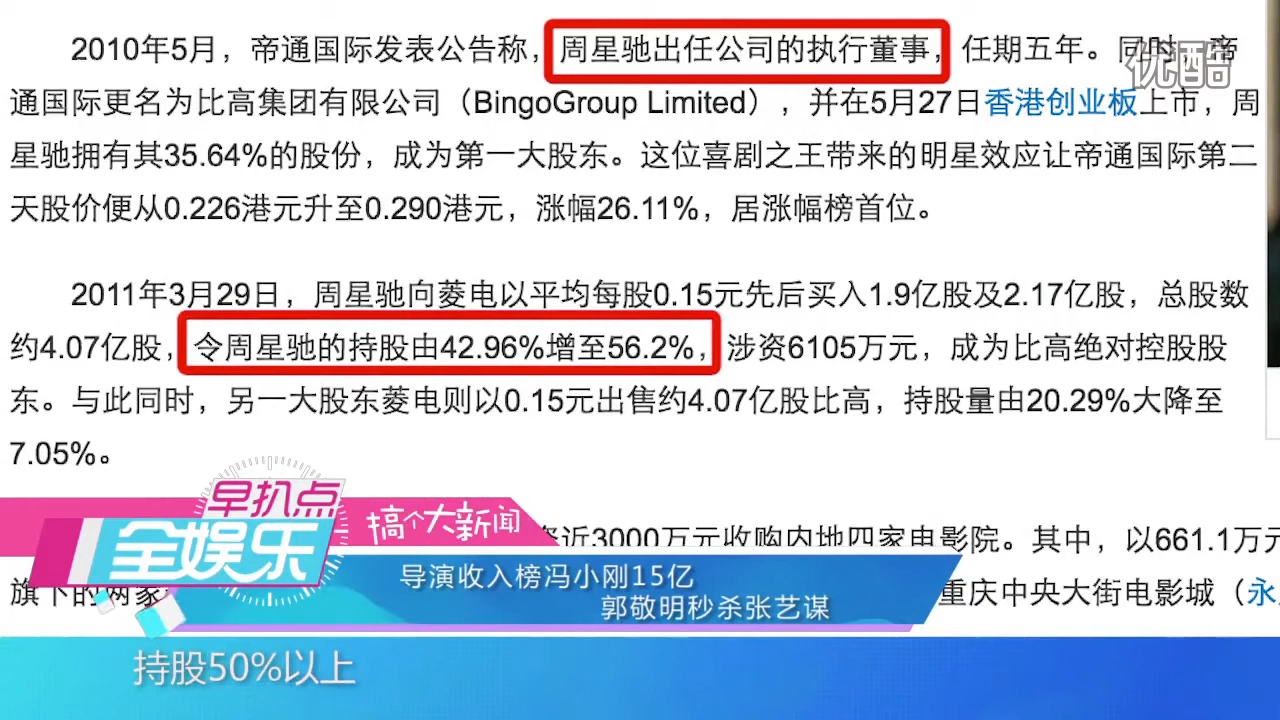 2010年5月，帝通国际发表公告称，周星驰出任公司的执行董事，任期五年。同时，帝
优酷
通国际更名为比高集团有限公司（BingoGroup Limited），并在5月27日香港创业板上市，周
星驰拥有其35.64%的股份，成为第一大股东。这位喜剧之王带来的明星效应让帝通国际第二
天股价便从0.226港元升至0.290港元，涨幅26.11%，居涨幅榜首位。
2011年3月29日，周星驰向菱电以平均每股0.15元先后买入1.9亿股及2.17亿股，总股数
约4.07亿股，令周星驰的持股由42.96%增至56.2%，涉资6105万元，成为比高绝对控股股
东。与此同时，另一大股东菱电则以0.15元出售约4.07亿股比高，持股量由20.29%大降至
7.05%。
早扒点
全娱乐
搞个大新闻
近3000万元收购内地四家电影院。其中，以661.1万元
导演收入榜冯小刚15亿
郭敬明秒杀张艺谋
旗下的两家
重庆中央大街电影城（永
持股50%以上